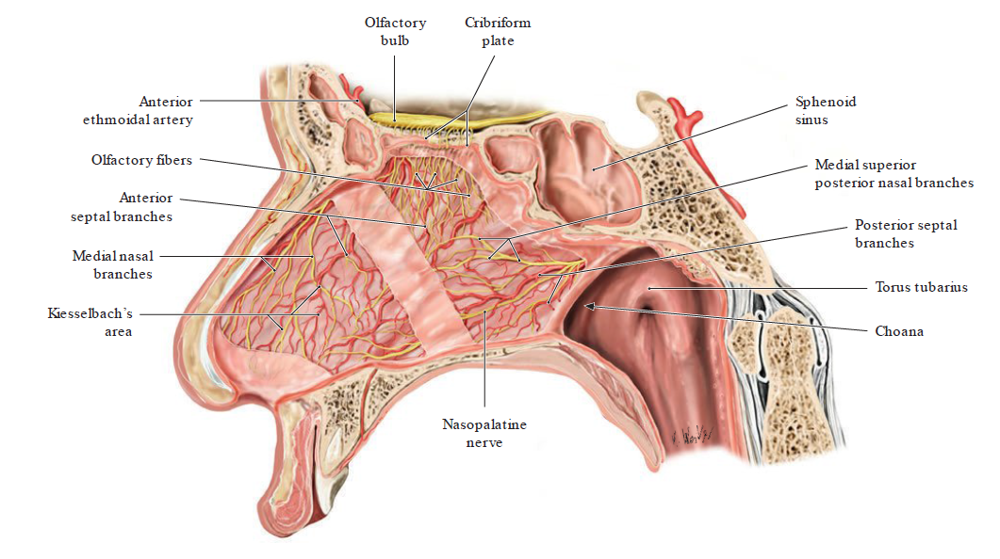 Olfactory
bulb
Cribriform
plate
Anterior
ethmoidal artery
Olfactory fibers
Anterior
septal branches
Medial nasal
branches
Kiesselbach's
area
Sphenoid
sinus
Medial superior
posterior nasal branches
Posterior septal
branches
Torus tubarius
Choana
Nasopalatine
nerve